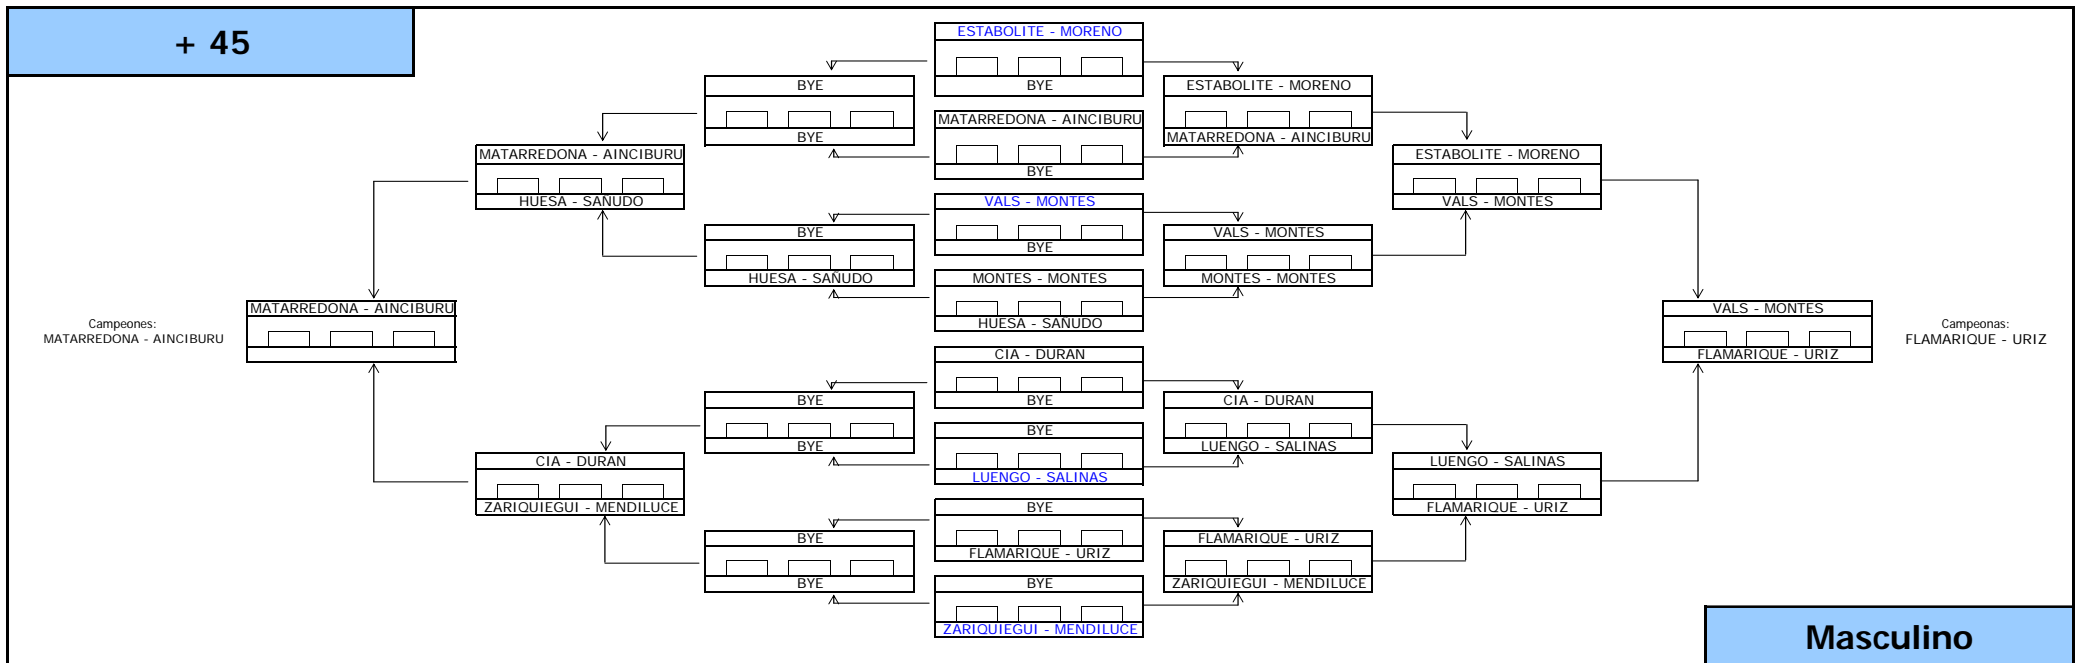 + 45
Campeones:
MATARREDONA - AINCIBURU
MATARREDONA - AINCIBURU
MATARREDONA - AINCIBURU
HUESA - SAÑUDO
CIA - DURAN
ZARIQUIEGUI - MENDILUCE
BYE
BYE
BYE
HUESA - SAÑUDO
BYE
BYE
BYE
BYE
ESTABOLITE - MORENO
BYE
MATARREDONA - AINCIBURU
BYE
VALS - MONTES
BYE
MONTES - MONTES
HUESA - SAÑUDO
CIA - DURAN
BYE
BYE
LUENGO - SALINAS
BYE
FLAMARIQUE - URIZ
BYE
ZARIQUIEGUI - MENDILUCE
ESTABOLITE - MORENO
MATARREDONA - AINCIBURU
VALS - MONTES
MONTES - MONTES
CIA - DURAN
LUENGO - SALINAS
FLAMARIQUE - URIZ
ZARIQUIEGUI - MENDILUCE
ESTABOLITE - MORENO
VALS - MONTES
LUENGO - SALINAS
FLAMARIQUE - URIZ
VALS - MONTES
FLAMARIQUE - URIZ
Campeonas:
FLAMARIQUE - URIZ
Masculino